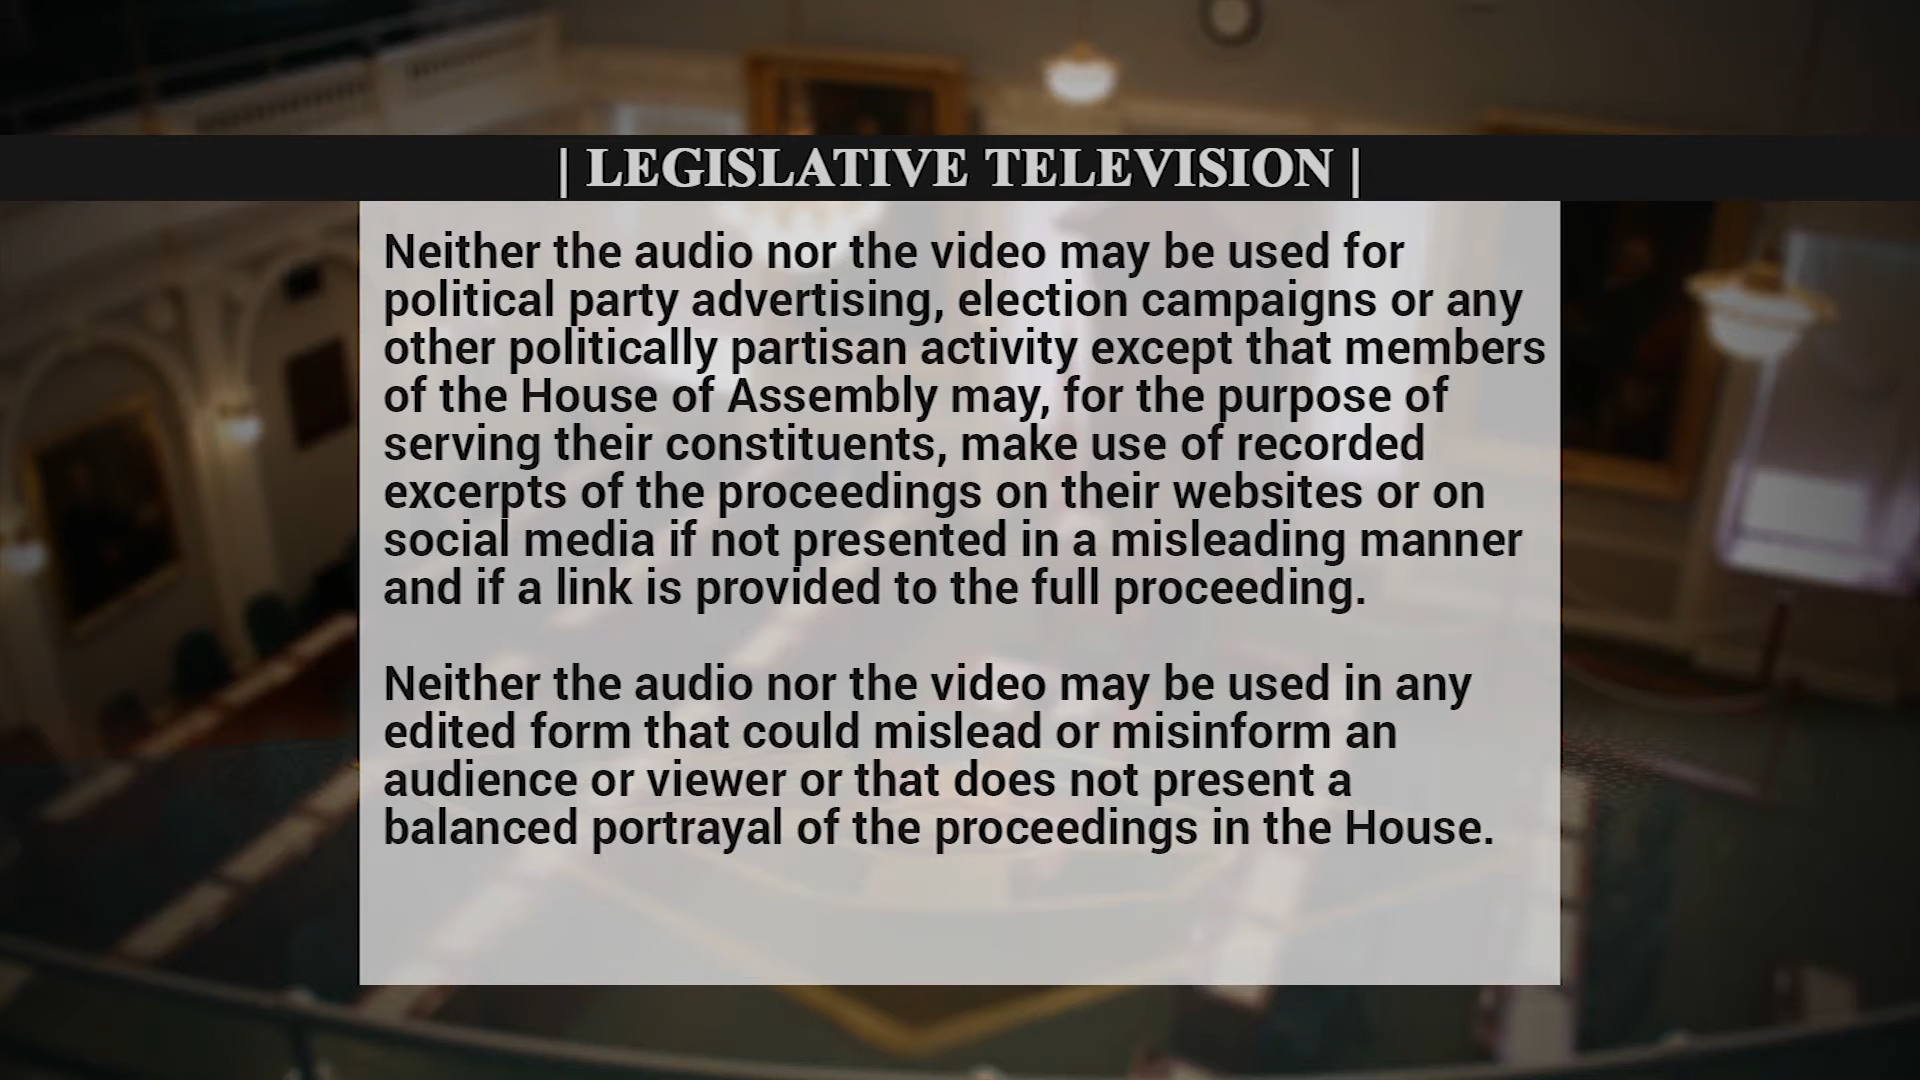 | LEGISLATIVE TELEVISION |
Neither the audio nor the video may be used for
political party advertising, election campaigns or any
other politically partisan activity except that members
of the House of Assembly may, for the purpose of
serving their constituents, make use of recorded
excerpts of the proceedings on their websites or on
social media if not presented in a misleading manner
and if a link is provided to the full proceeding.
Neither the audio nor the video may be used in any
edited form that could mislead or misinform an
audience or viewer or that does not present a
balanced portrayal of the proceedings in the House.